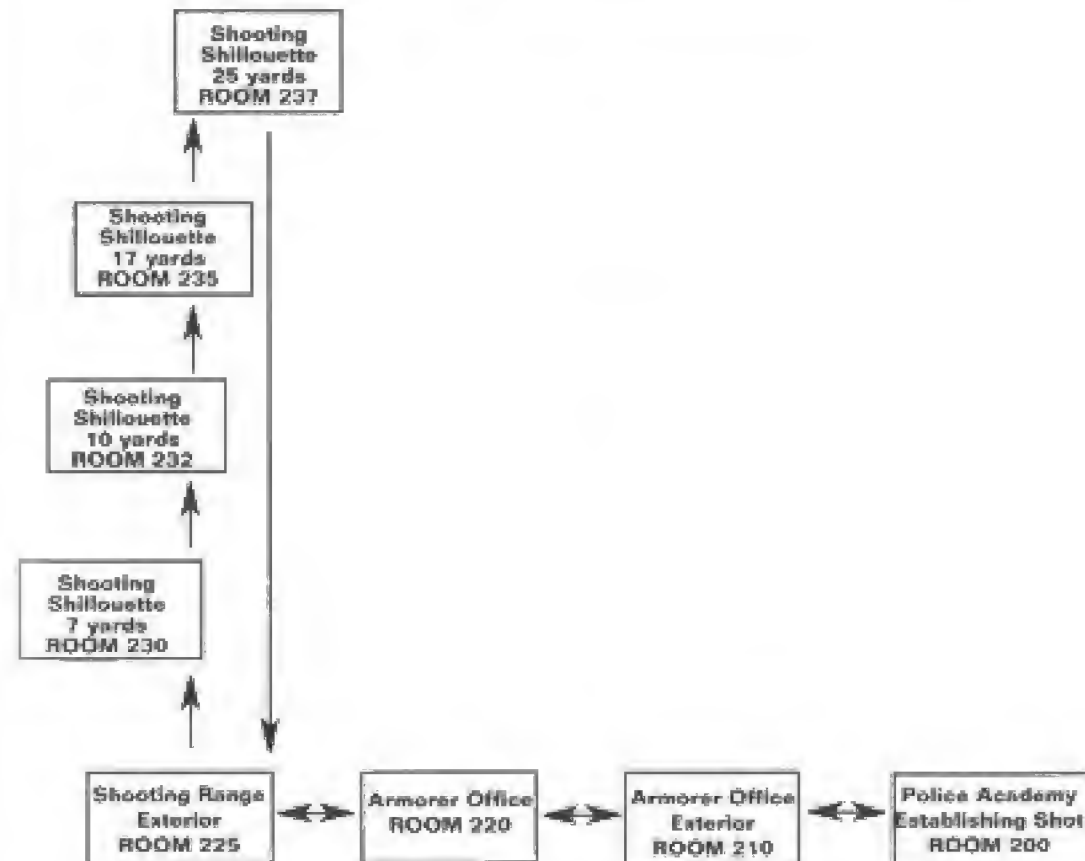 Shooting
Shillouette
25 yards
ROOM 237
Shooting
Shillouette
17 yards
ROOM 235
Shooting
Shillouette
10 yards
ROOM 232
Shooting
Shillouette
7 yards
ROOM 230
Shooting Range
Exterior
ROOM 225
Armorer Office
ROOM 220
Armorer Office
Exterior
ROOM 210
Police Academy
Establishing Shot
ROOM 200